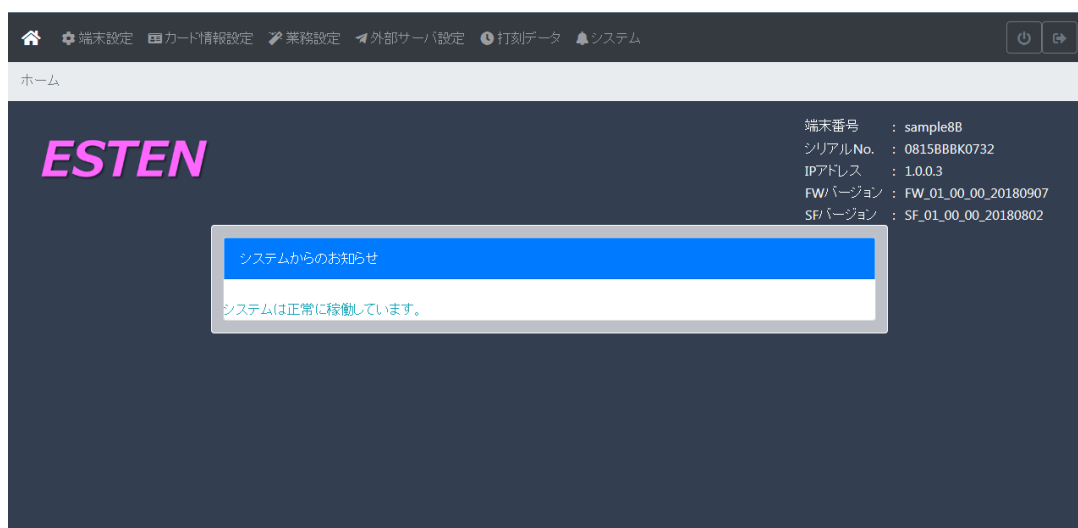 端末設定 カード情報設定 業務設定 外部サーバ設定 打刻データ システム
ホーム
ESTEN
端末番号 : sample8B
シリアルNo. : 0815BBBK0732
IPアドレス : 1.0.0.3
FWバージョン : FW_01_00_00_20180907
SFバージョン : SF_01_00_00_20180802
システムからのお知らせ
システムは正常に稼働しています。